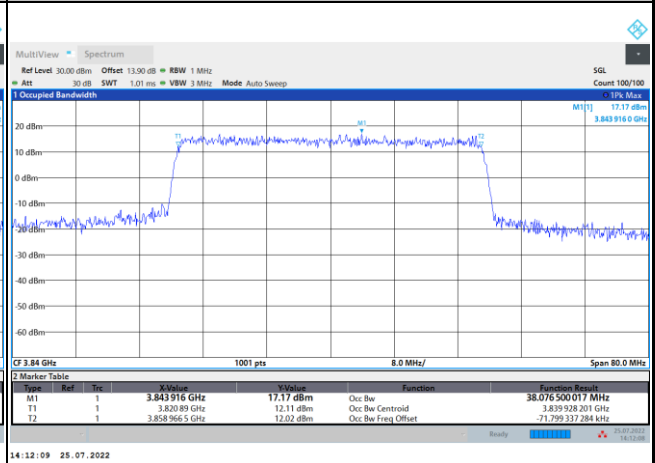 MultiView Spectrum
Ref Level 30.00 dBm Offset 13.90 dB RBW 1 MHz SGL
Att 30 dB SWT 1.01 ms VBW 3 MHz Mode Auto Sweep Count 100/100
1 Occupied Bandwidth 1Pk Max
M1[1] 17.17 dBm
3.843 916 0 GHz
20 dBm
M1
T1
T2
10 dBm
0 dBm
-10 dBm
-20 dBm
-30 dBm
-40 dBm
-50 dBm
-60 dBm
CF 3.84 GHz 1001 pts 8.0 MHz/ Span 80.0 MHz
2 Marker Table
Type Ref Trc X-Value Y-Value Function Function Result
M1 1 3.843 916 GHz 17.17 dBm Occ Bw 38.076 500 017 MHz
T1 1 3.820 89 GHz 12.11 dBm Occ Bw Centroid 3.839 928 201 GHz
T2 1 3.858 966 5 GHz 12.02 dBm Occ Bw Freq Offset -71.799 337 284 kHz
Ready 25.07.2022
14:12:08
14:12:09 25.07.2022